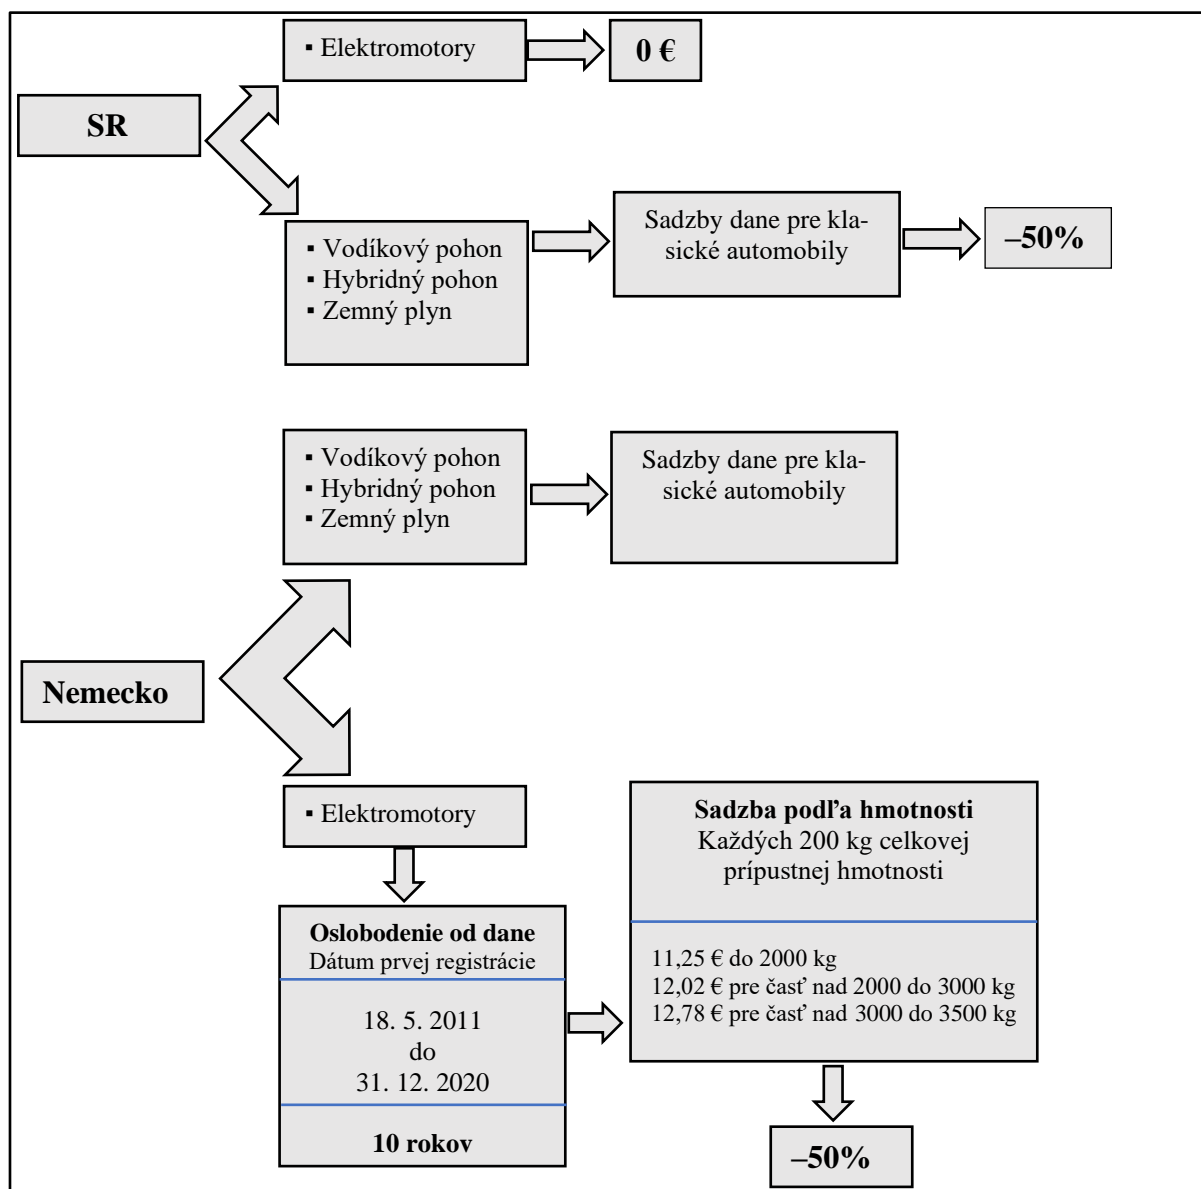 ▪ Elektromotory
0 €
SR
▪ Vodíkový pohon
▪ Hybridný pohon
▪ Zemný plyn
Sadzby dane pre kla-
sické automobily
–50%
▪ Vodíkový pohon
▪ Hybridný pohon
▪ Zemný plyn
Sadzby dane pre kla-
sické automobily
Nemecko
▪ Elektromotory
Oslobodenie od dane
Dátum prvej registrácie
18. 5. 2011
do
31. 12. 2020
10 rokov
Sadzba podľa hmotnosti
Každých 200 kg celkovej
prípustnej hmotnosti
11,25 € do 2000 kg
12,02 € pre časť nad 2000 do 3000 kg
12,78 € pre časť nad 3000 do 3500 kg
–50%